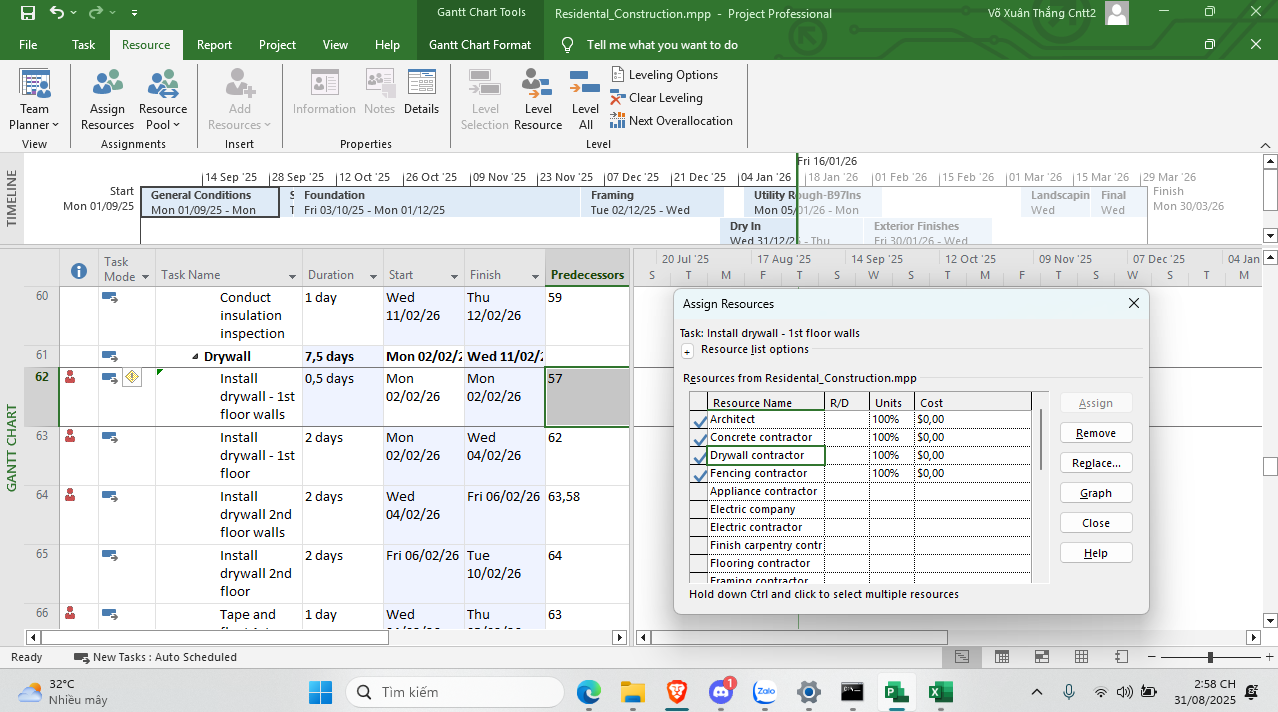 Gantt Chart Tools
Residental_Construction.mpp - Project Professional
Võ Xuân Thắng Cntt2
File Task Resource Report Project View Help Gantt Chart Format Tell me what you want to do
Team Planner
Assign Resources
Resource Pool
Add Resources
Information
Notes
Details
Level Selection
Level Resource
Level All
Leveling Options
Clear Leveling
Next Overallocation
View Assignments Insert Properties Level
TIMELINE
Fri 16/01/26
14 Sep '25 28 Sep '25 12 Oct '25 26 Oct '25 09 Nov '25 23 Nov '25 07 Dec '25 21 Dec '25 04 Jan '26 18 Jan '26 01 Feb '26 15 Feb '26 01 Mar '26 15 Mar '26 29 Mar '26
Start
Mon 01/09/25
General Conditions
Mon 01/09/25 - Mon
S
T
Foundation
Fri 03/10/25 - Mon 01/12/25
Framing
Tue 02/12/25 - Wed
Utility Rough-B97Ins
Mon 05/01/26 - Mon
Landscapin
Wed
Final
Wed
Finish
Mon 30/03/26
Dry In
Wed 31/12/25 - Thu
Exterior Finishes
Fri 30/01/26 - Wed
GANTT CHART
Task Mode Task Name Duration Start Finish Predecessors
20 Jul '25 17 Aug '25 14 Sep '25 12 Oct '25 09 Nov '25 07 Dec '25 04 Jan
S T M F T S W S T M F T S W S T M
60 Conduct insulation inspection 1 day Wed 11/02/26 Thu 12/02/26 59
61 Drywall 7,5 days Mon 02/02/2 Wed 11/02/2
62 Install drywall - 1st floor walls 0,5 days Mon 02/02/26 Mon 02/02/26 57
63 Install drywall - 1st floor 2 days Mon 02/02/26 Wed 04/02/26 62
64 Install drywall 2nd floor walls 2 days Wed 04/02/26 Fri 06/02/26 63,58
65 Install drywall 2nd floor 2 days Fri 06/02/26 Tue 10/02/26 64
66 Tape and 1 day Wed Thu 63
Assign Resources
Task: Install drywall - 1st floor walls
+ Resource list options
Resources from Residental_Construction.mpp
Resource Name R/D Units Cost
Architect 100% $0,00
Concrete contractor 100% $0,00
Drywall contractor 100% $0,00
Fencing contractor 100% $0,00
Appliance contractor
Electric company
Electric contractor
Finish carpentry contr
Flooring contractor
Framing contractor
Assign
Remove
Replace...
Graph
Close
Help
Hold down Ctrl and click to select multiple resources
Ready New Tasks : Auto Scheduled
32°C
Nhiều mây
Tìm kiếm
1
Zalo
2:58 CH
31/08/2025